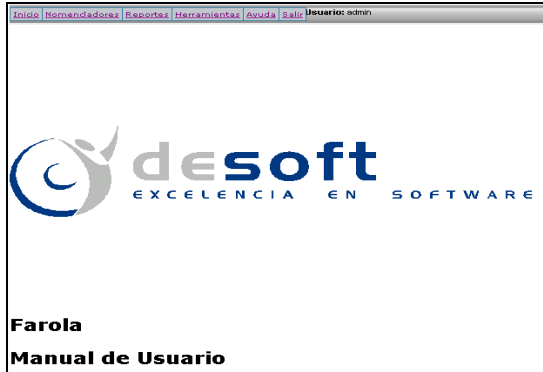 Inicio Nomencladores Reportes Herramientas Ayuda Salir Usuario: admin
desoft
EXCELENCIA EN SOFTWARE
Farola
Manual de Usuario